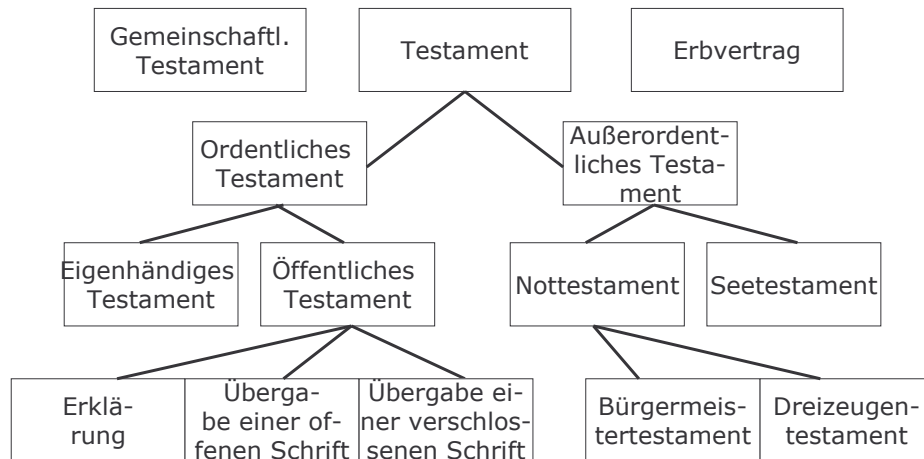 Gemeinschaftl.
Testament
Testament
Erbvertrag
Ordentliches
Testament
Außerordent-
liches Testa-
ment
Eigenhändiges
Testament
Öffentliches
Testament
Nottestament
Seetestament
Erklä-
rung
Überga-
be einer of-
fenen Schrift
Übergabe ei-
ner verschlos-
senen Schrift
Bürgermeis-
tertestament
Dreizeugen-
testament